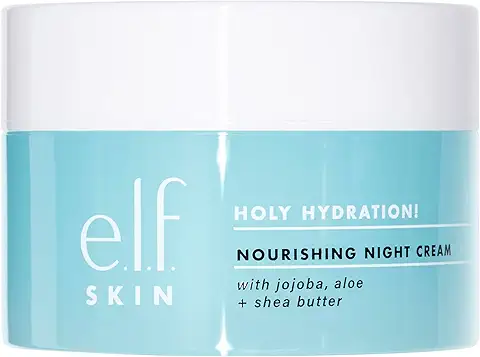 e.l.f.
SKIN
HOLY HYDRATION!
NOURISHING NIGHT CREAM
with jojoba, aloe
+ shea butter